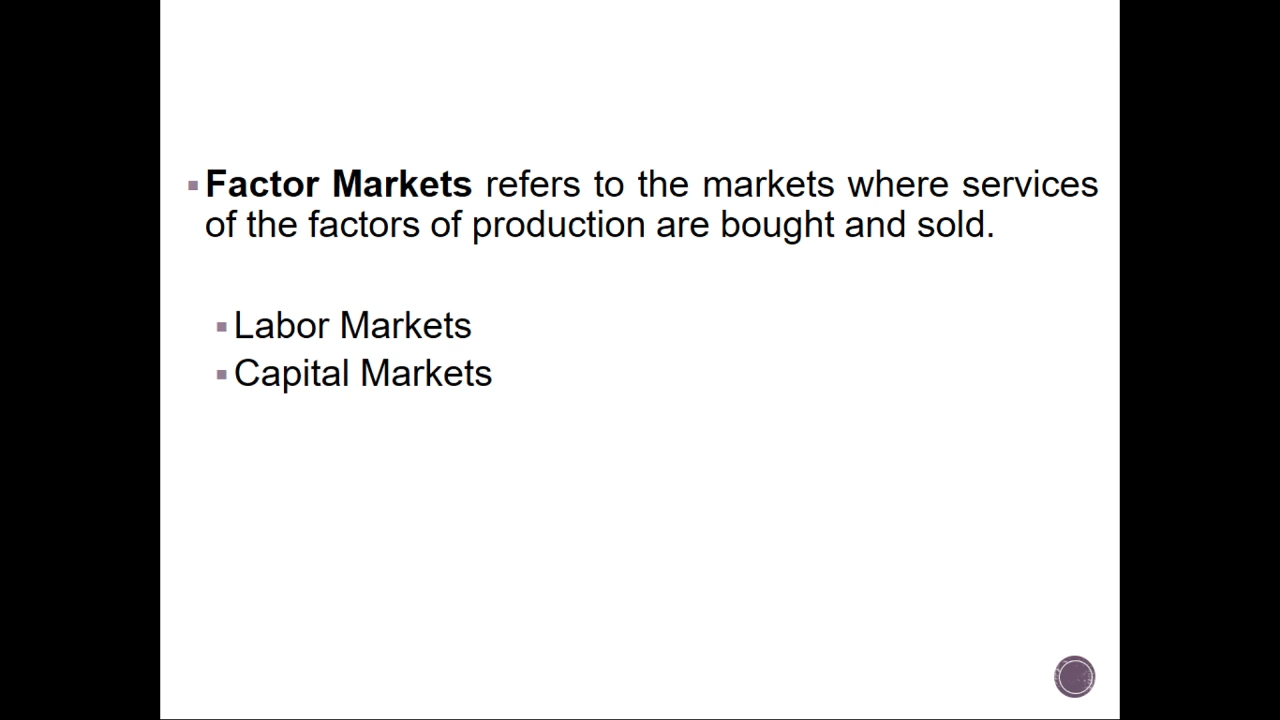 Factor Markets refers to the markets where services
of the factors of production are bought and sold.
Labor Markets
Capital Markets